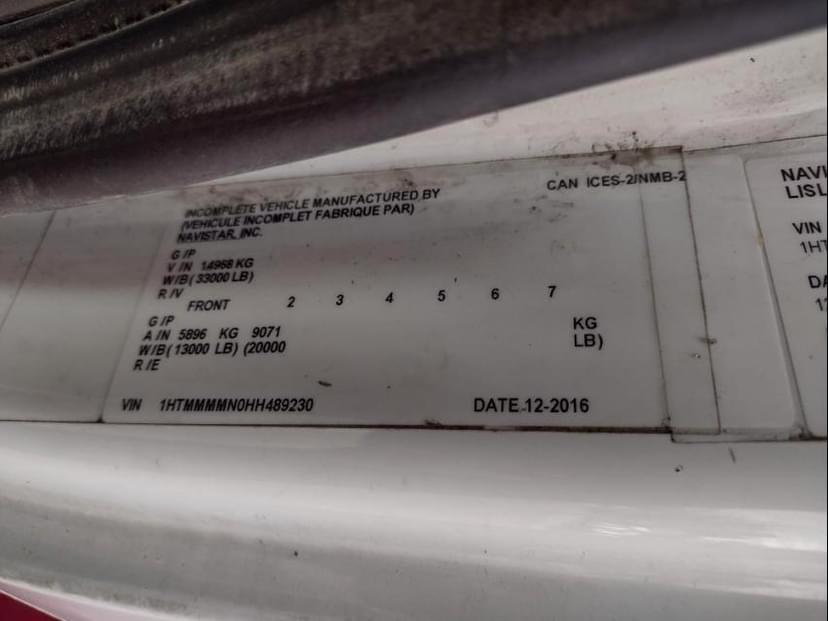 INCOMPLETE VEHICLE MANUFACTURED BY
(VEHICULE INCOMPLET FABRIQUE PAR)
NAVISTAR, INC.
CAN ICES-2/NMB-2
G /P
V /N 14968 KG
W/B( 33000 LB)
R /V
FRONT 2 3 4 5 6 7
G /P
A /N 5896 KG 9071 KG
W/B( 13000 LB) (20000 LB)
R /E
VIN 1HTMMMMN0HH489230 DATE 12-2016
NAVI
LISL
VIN
1HT
DA
12